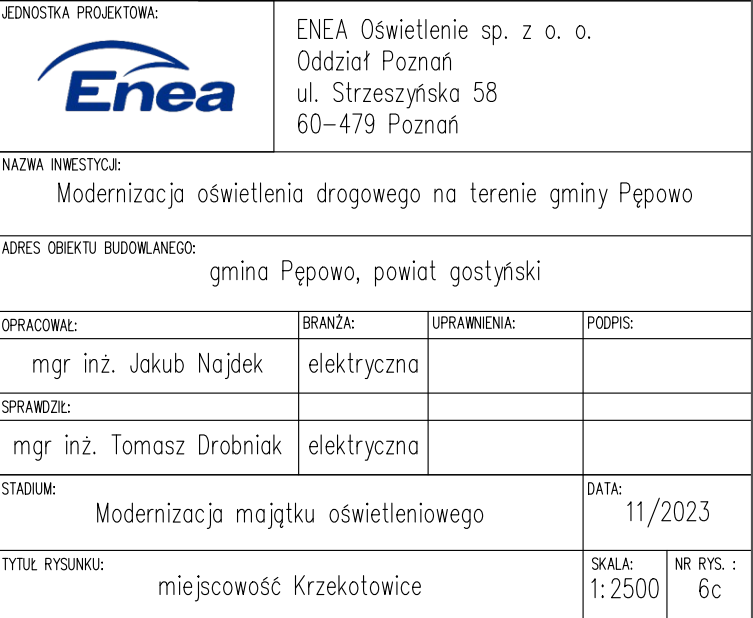 JEDNOSTKA PROJEKTOWA:
Enea
ENEA Oświetlenie sp. z o. o.
Oddział Poznań
ul. Strzeszyńska 58
60-479 Poznań
NAZWA INWESTYCJI:
Modernizacja oświetlenia drogowego na terenie gminy Pępowo
ADRES OBIEKTU BUDOWLANEGO:
gmina Pępowo, powiat gostyński
OPRACOWAŁ: BRANŻA: UPRAWNIENIA: PODPIS:
mgr inż. Jakub Najdek elektryczna
SPRAWDZIŁ:
mgr inż. Tomasz Drobniak elektryczna
STADIUM: DATA:
Modernizacja majątku oświetleniowego 11/2023
TYTUŁ RYSUNKU: SKALA: NR RYS. :
miejscowość Krzekotowice 1:2500 6c